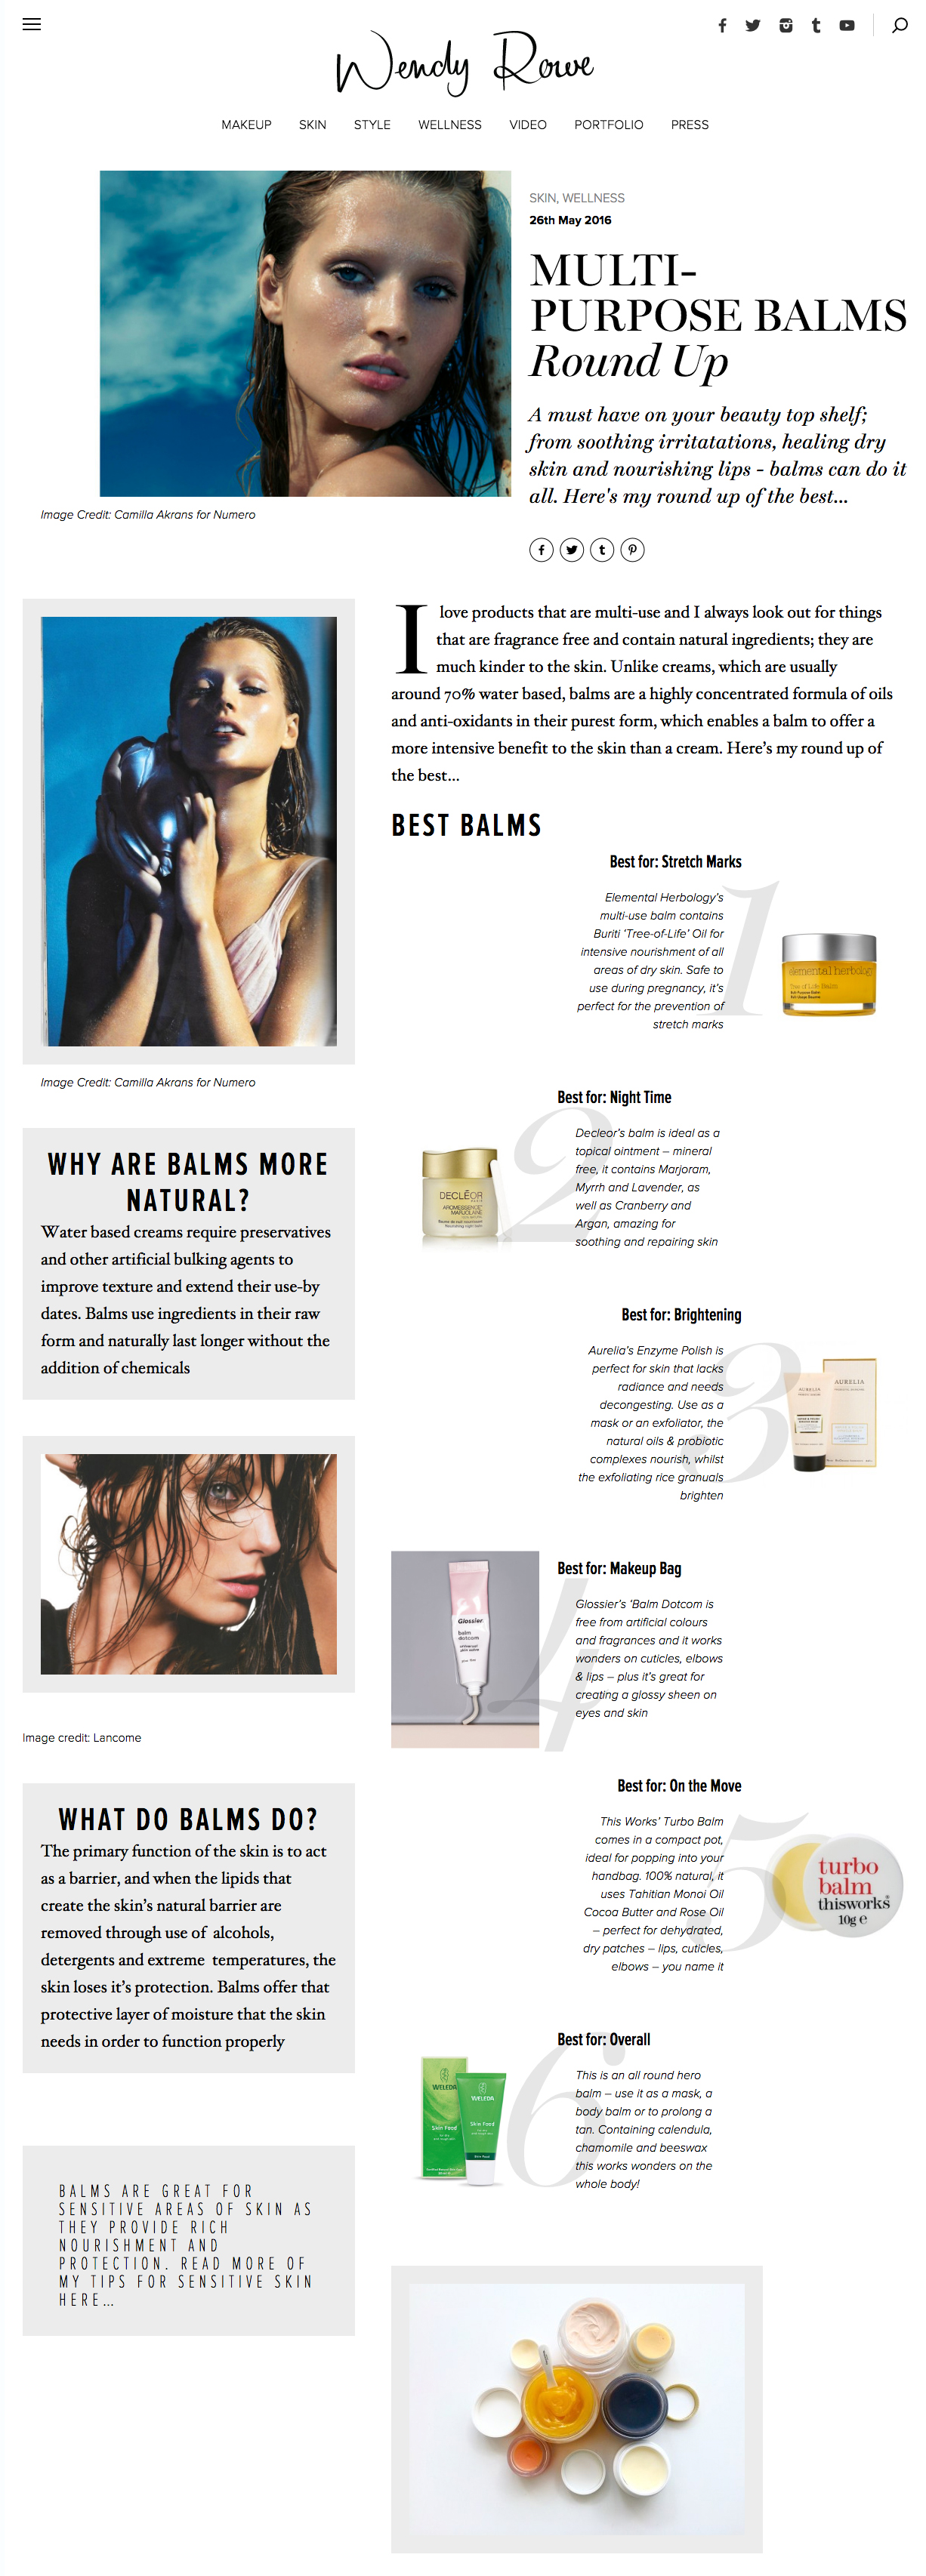 Wendy Rowe
MAKEUP SKIN STYLE WELLNESS VIDEO PORTFOLIO PRESS
SKIN, WELLNESS
26th May 2016
MULTI-
PURPOSE BALMS
Round Up
A must have on your beauty top shelf;
from soothing irritatations, healing dry
skin and nourishing lips - balms can do it
all. Here's my round up of the best...
Image Credit: Camilla Akrans for Numero
I love products that are multi-use and I always look out for things
that are fragrance free and contain natural ingredients; they are
much kinder to the skin. Unlike creams, which are usually
around 70% water based, balms are a highly concentrated formula of oils
and anti-oxidants in their purest form, which enables a balm to offer a
more intensive benefit to the skin than a cream. Here's my round up of
the best...
Image Credit: Camilla Akrans for Numero
WHY ARE BALMS MORE
NATURAL?
Water based creams require preservatives
and other artificial bulking agents to
improve texture and extend their use-by
dates. Balms use ingredients in their raw
form and naturally last longer without the
addition of chemicals
Image credit: Lancome
WHAT DO BALMS DO?
The primary function of the skin is to act
as a barrier, and when the lipids that
create the skin's natural barrier are
removed through use of alcohols,
detergents and extreme temperatures, the
skin loses it's protection. Balms offer that
protective layer of moisture that the skin
needs in order to function properly
BALMS ARE GREAT FOR
SENSITIVE AREAS OF SKIN AS
THEY PROVIDE RICH
NOURISHMENT AND
PROTECTION. READ MORE OF
MY TIPS FOR SENSITIVE SKIN
HERE...
BEST BALMS
Best for: Stretch Marks
1
Elemental Herbology's
multi-use balm contains
Buriti 'Tree-of-Life' Oil for
intensive nourishment of all
areas of dry skin. Safe to
use during pregnancy, it's
perfect for the prevention of
stretch marks
elemental herbology
Tree of Life Balm
Best for: Night Time
2
Decleor's balm is ideal as a
topical ointment – mineral
free, it contains Marjoram,
Myrrh and Lavender, as
well as Cranberry and
Argan, amazing for
soothing and repairing skin
DECLÉOR
AROMESSENCE
MARJOLAINE
Best for: Brightening
3
Aurelia's Enzyme Polish is
perfect for skin that lacks
radiance and needs
decongesting. Use as a
mask or an exfoliator, the
natural oils & probiotic
complexes nourish, whilst
the exfoliating rice granuals
brighten
AURELIA
AURELIA
Best for: Makeup Bag
4
Glossier's 'Balm Dotcom is
free from artificial colours
and fragrances and it works
wonders on cuticles, elbows
& lips – plus it's great for
creating a glossy sheen on
eyes and skin
Glossier.
balm
dotcom
Best for: On the Move
5
This Works' Turbo Balm
comes in a compact pot,
ideal for popping into your
handbag. 100% natural, it
uses Tahitian Monoi Oil
Cocoa Butter and Rose Oil
– perfect for dehydrated,
dry patches – lips, cuticles,
elbows – you name it
turbo
balm
thisworks
10g e
Best for: Overall
6
This is an all round hero
balm – use it as a mask, a
body balm or to prolong a
tan. Containing calendula,
chamomile and beeswax
this works wonders on the
whole body!
WELEDA
Skin Food
WELEDA
Skin Food